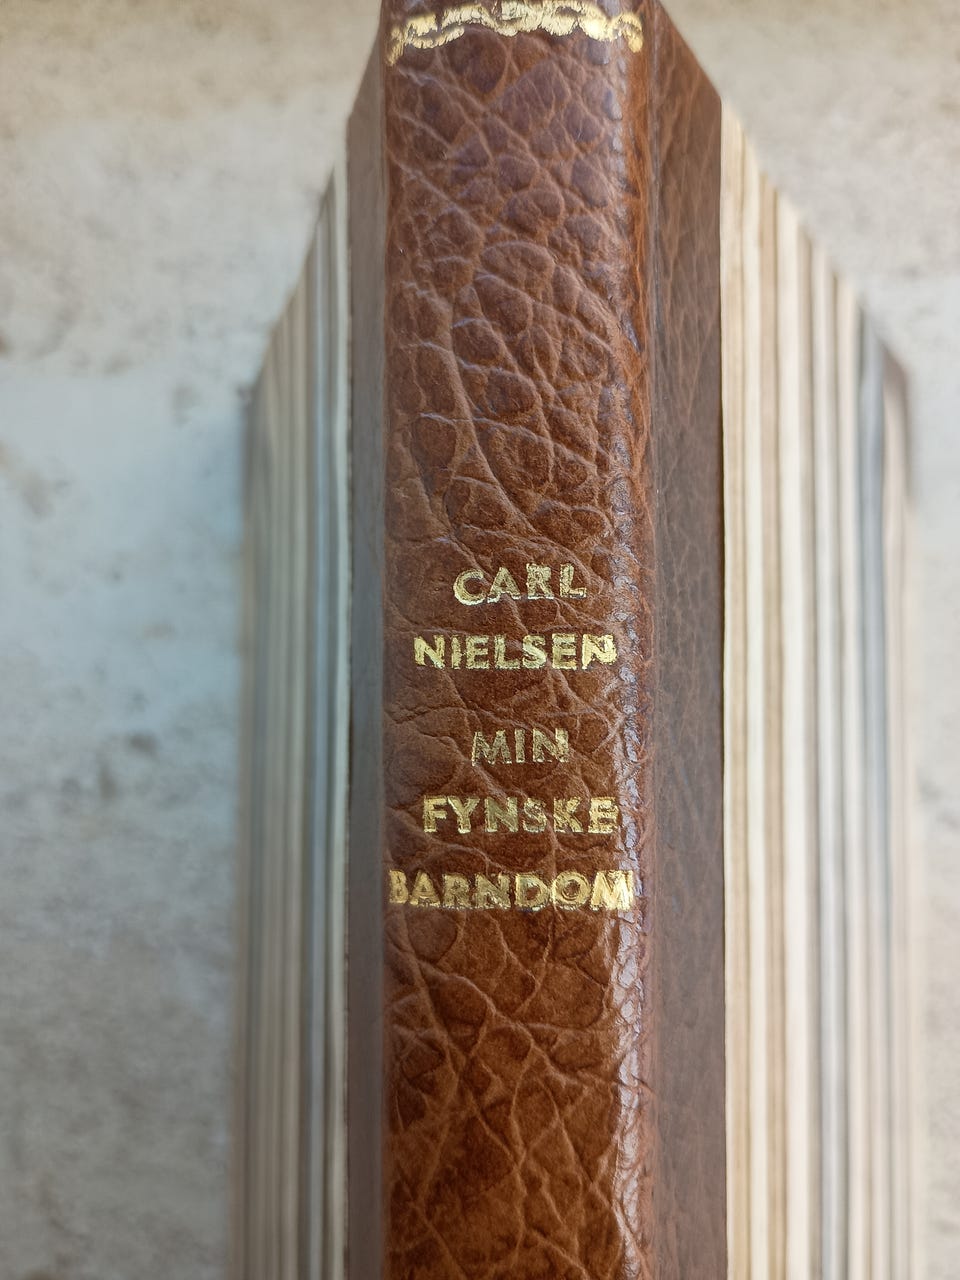 CARL
NIELSEN
MIN
FYNSKE
BARNDOM